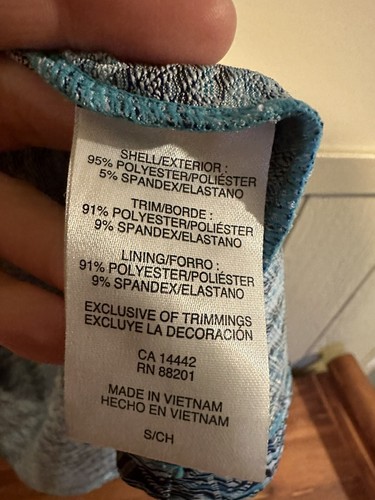 SHELL/EXTERIOR :
95% POLYESTER/POLIÉSTER
5% SPANDEX/ELASTANO
TRIM/BORDE :
91% POLYESTER/POLIÉSTER
9% SPANDEX/ELASTANO
LINING/FORRO :
91% POLYESTER/POLIÉSTER
9% SPANDEX/ELASTANO
EXCLUSIVE OF TRIMMINGS
EXCLUYE LA DECORACIÓN
CA 14442
RN 88201
MADE IN VIETNAM
HECHO EN VIETNAM
S/CH